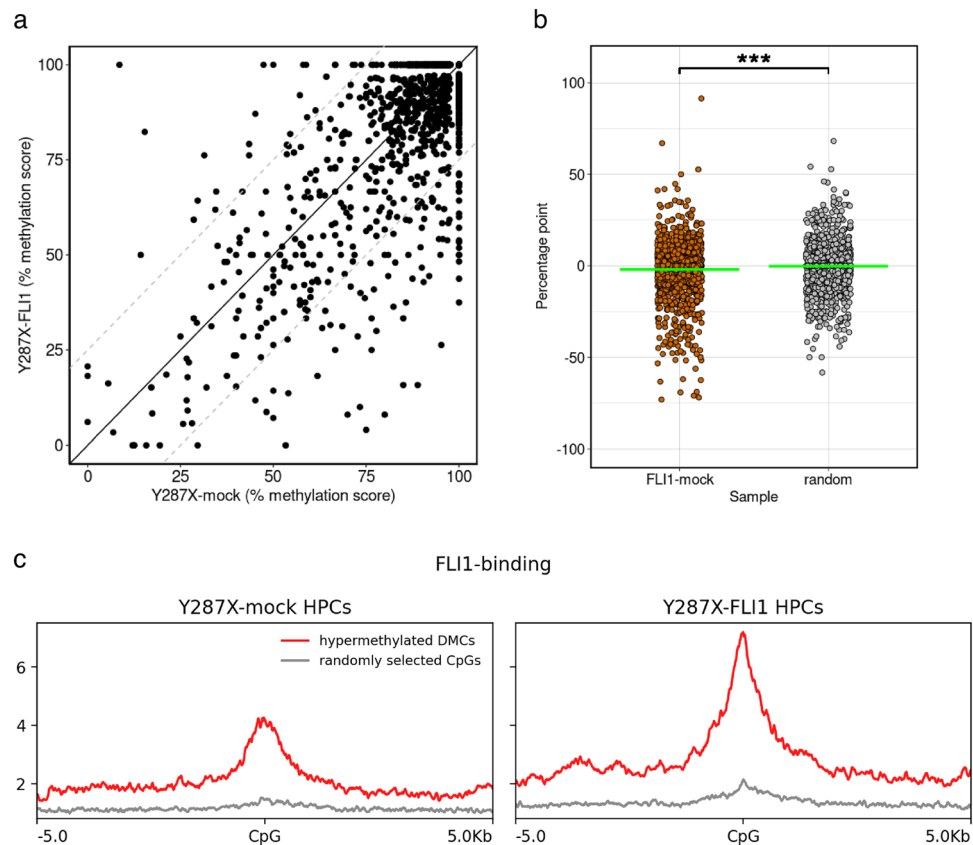 a
Y287X-FLI1 (% methylation score)
100
75
50
25
0
0 25 50 75 100
Y287X-mock (% methylation score)
b
Percentage point
***
100
50
0
-50
-100
FLI1-mock random
Sample
c
FLI1-binding
Y287X-mock HPCs
hypermethylated DMCs
randomly selected CpGs
6
4
2
-5.0 CpG 5.0Kb
Y287X-FLI1 HPCs
-5.0 CpG 5.0Kb